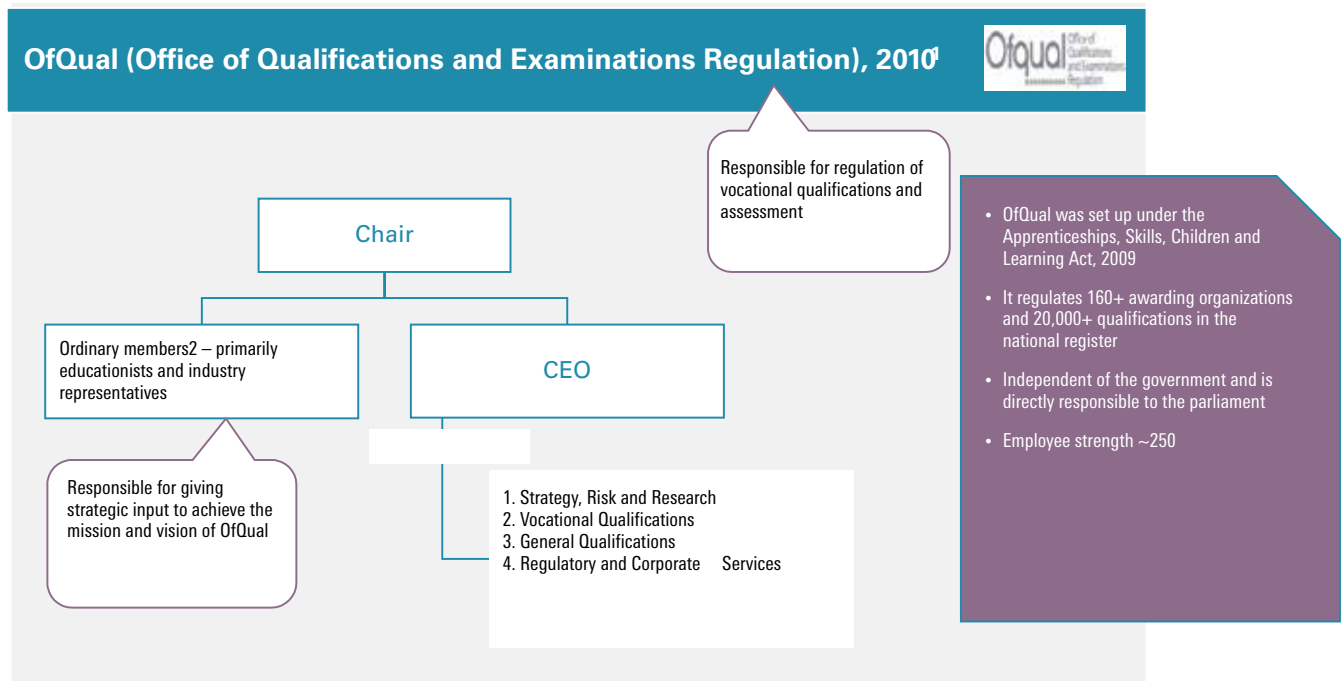 OfQual (Office of Qualifications and Examinations Regulation), 2010¹
Ofqual
Office of
Qualifications
and Examinations
Regulation
Responsible for regulation of
vocational qualifications and
assessment
Chair
Ordinary members2 – primarily
educationists and industry
representatives
CEO
Responsible for giving
strategic input to achieve the
mission and vision of OfQual
1. Strategy, Risk and Research
2. Vocational Qualifications
3. General Qualifications
4. Regulatory and Corporate Services
• OfQual was set up under the
Apprenticeships, Skills, Children and
Learning Act, 2009
• It regulates 160+ awarding organizations
and 20,000+ qualifications in the
national register
• Independent of the government and is
directly responsible to the parliament
• Employee strength ~250